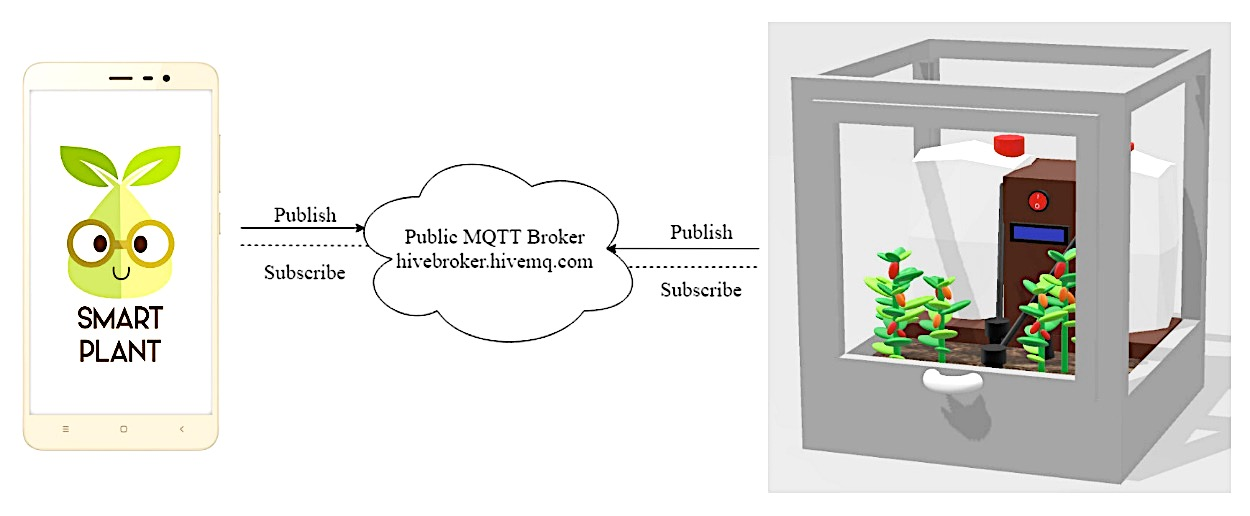 SMART
PLANT
Publish
Subscribe
Public MQTT Broker
hivebroker.hivemq.com
Publish
Subscribe